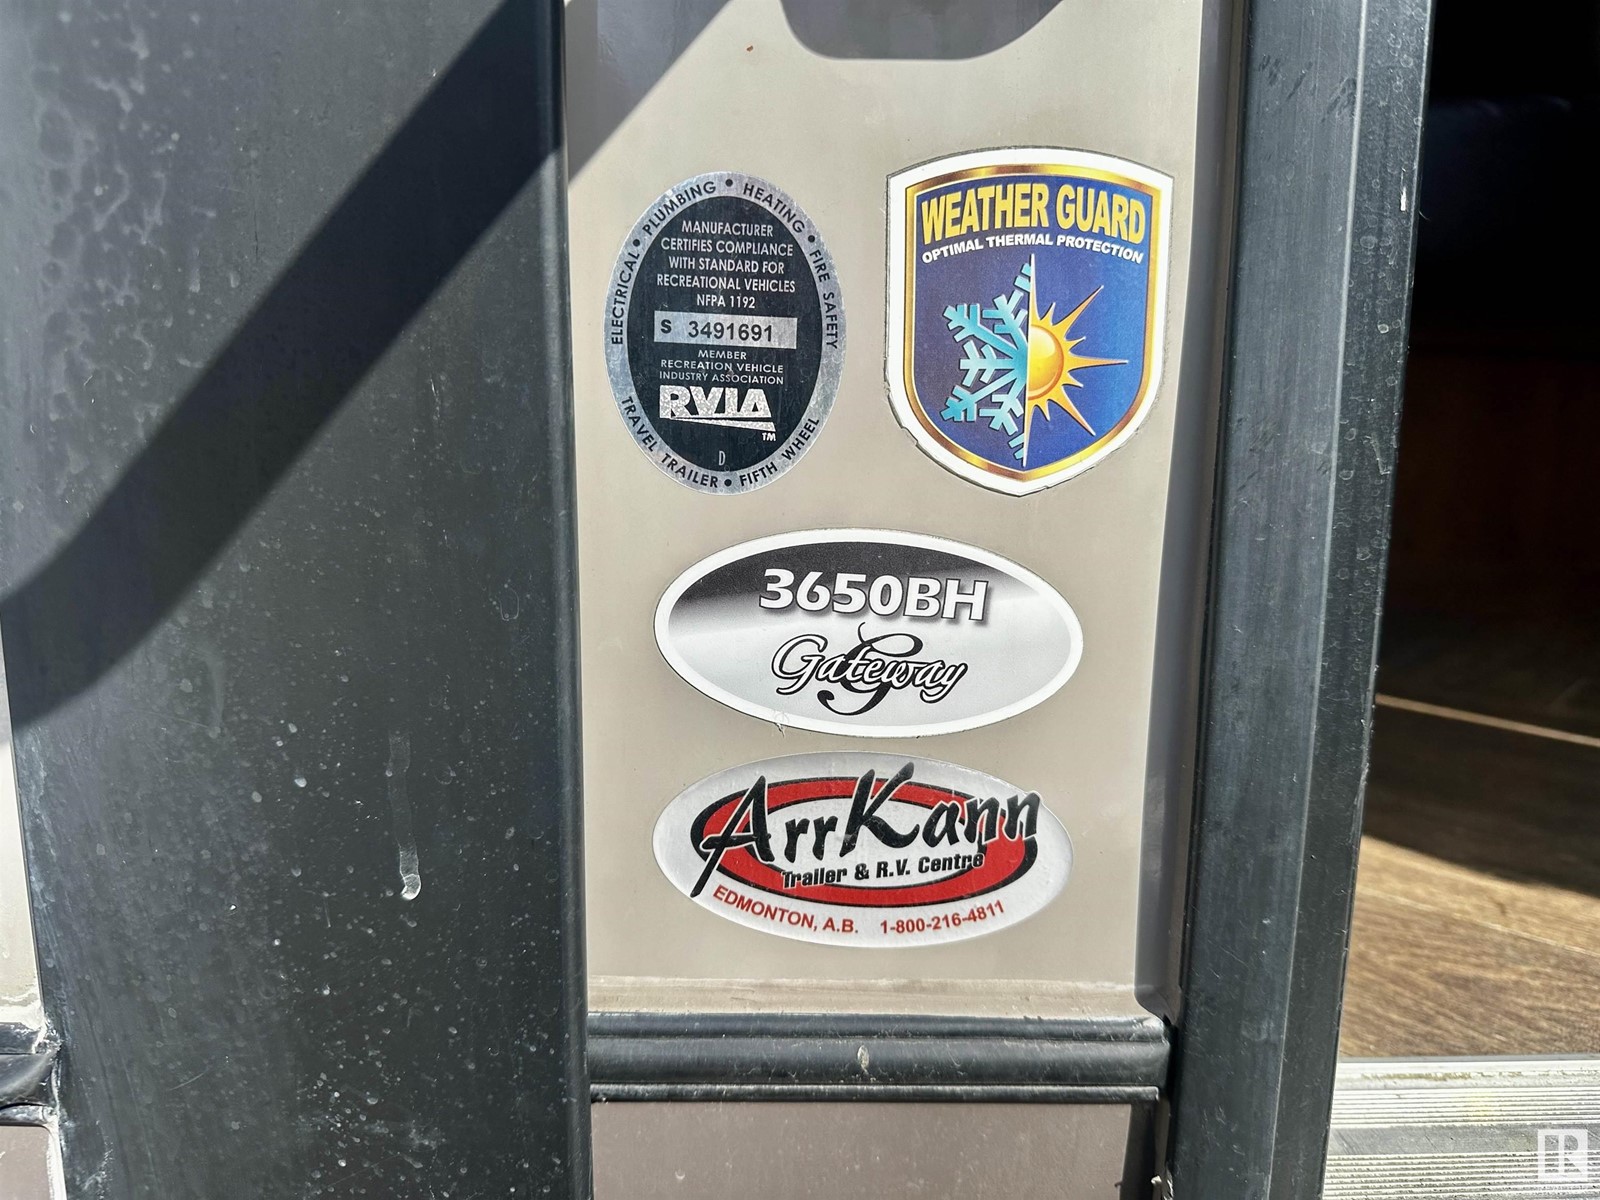 ELECTRICAL • PLUMBING • HEATING • FIRE SAFETY
MANUFACTURER
CERTIFIES COMPLIANCE
WITH STANDARD FOR
RECREATIONAL VEHICLES
NFPA 1192
S 3491691
MEMBER
RECREATION VEHICLE
INDUSTRY ASSOCIATION
RVIA
TM
D
TRAVEL TRAILER • FIFTH WHEEL
WEATHER GUARD
OPTIMAL THERMAL PROTECTION
3650BH
G
Gateway
ArrKann
Trailer & R.V. Centre
EDMONTON, A.B. 1-800-216-4811